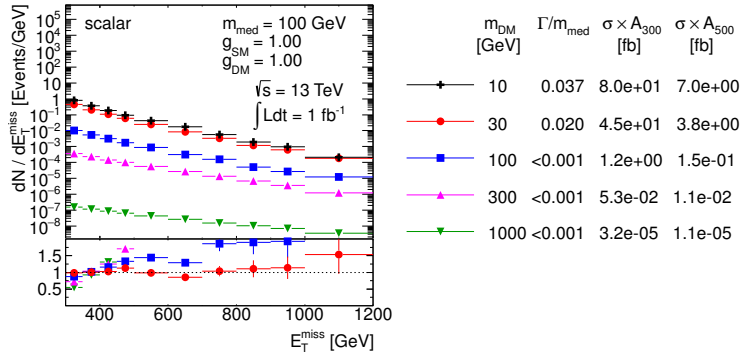 scalar
m_med = 100 GeV
g_SM = 1.00
g_DM = 1.00
√s = 13 TeV
∫ Ldt = 1 fb⁻¹
dN / dE_T^miss [Events/GeV]
10⁵
10⁴
10³
10²
10
1
10⁻¹
10⁻²
10⁻³
10⁻⁴
10⁻⁵
10⁻⁶
10⁻⁷
10⁻⁸
1.5
1
0.5
400 600 800 1000 1200
E_T^miss [GeV]
m_DM Γ/m_med σ × A_300 σ × A_500
[GeV] [fb] [fb]
10 0.037 8.0e+01 7.0e+00
30 0.020 4.5e+01 3.8e+00
100 <0.001 1.2e+00 1.5e-01
300 <0.001 5.3e-02 1.1e-02
1000 <0.001 3.2e-05 1.1e-05